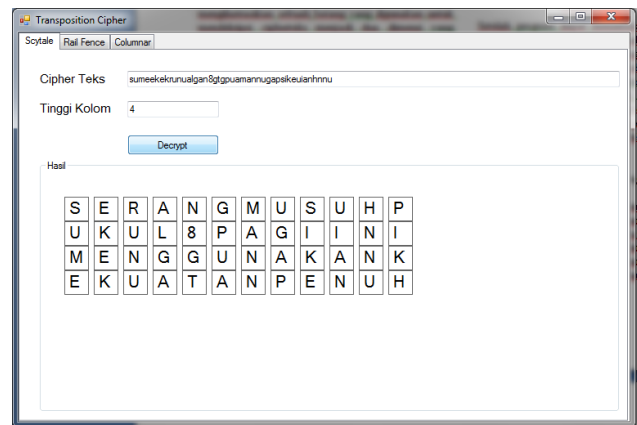 Transposition Cipher
Scytale Rail Fence Columnar
Cipher Teks sumeekekrunualgan8gtgpuamannugapsikeuianhnnu
Tinggi Kolom 4
Decrypt
Hasil
S E R A N G M U S U H P
U K U L 8 P A G I I N I
M E N G G U N A K A N K
E K U A T A N P E N U H